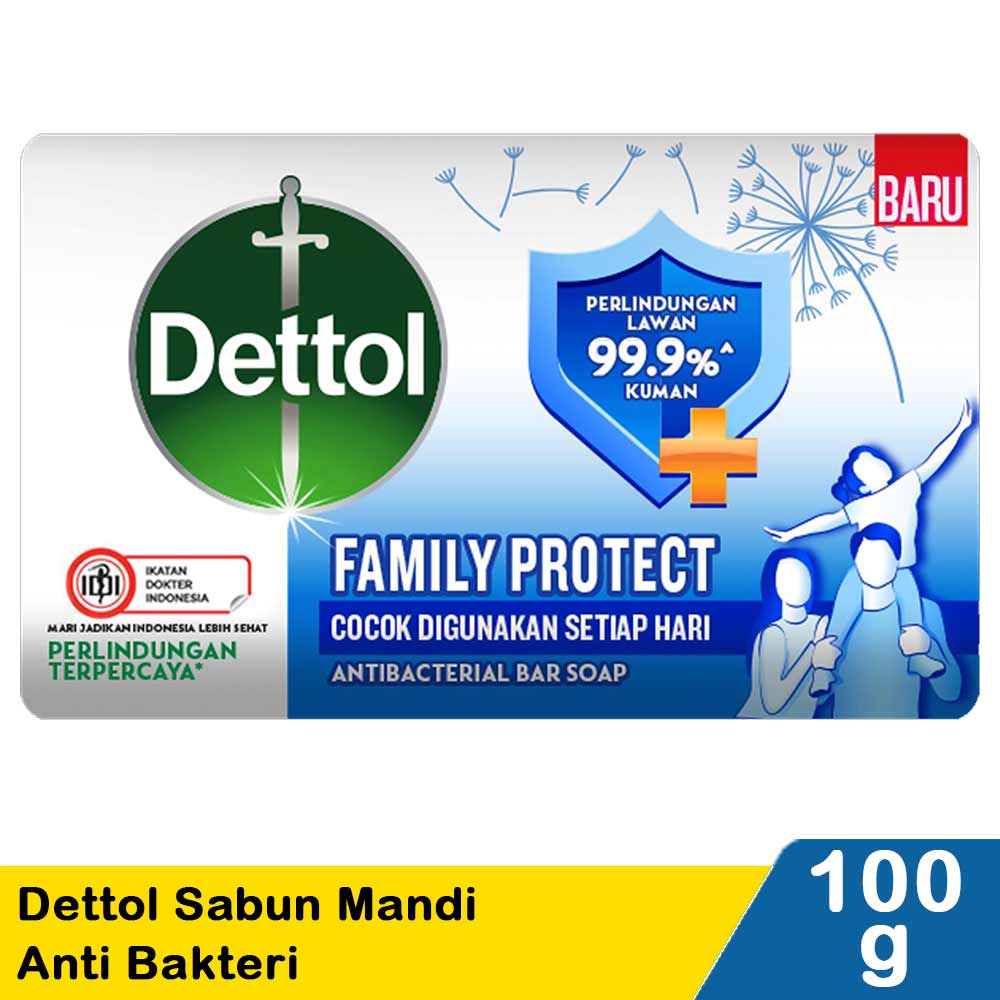 BARU
Dettol
PERLINDUNGAN
LAWAN
99.9%^
KUMAN
IDI
IKATAN
DOKTER
INDONESIA
MARI JADIKAN INDONESIA LEBIH SEHAT
PERLINDUNGAN
TERPERCAYA*
FAMILY PROTECT
COCOK DIGUNAKAN SETIAP HARI
ANTIBACTERIAL BAR SOAP
Dettol Sabun Mandi
Anti Bakteri
100
g